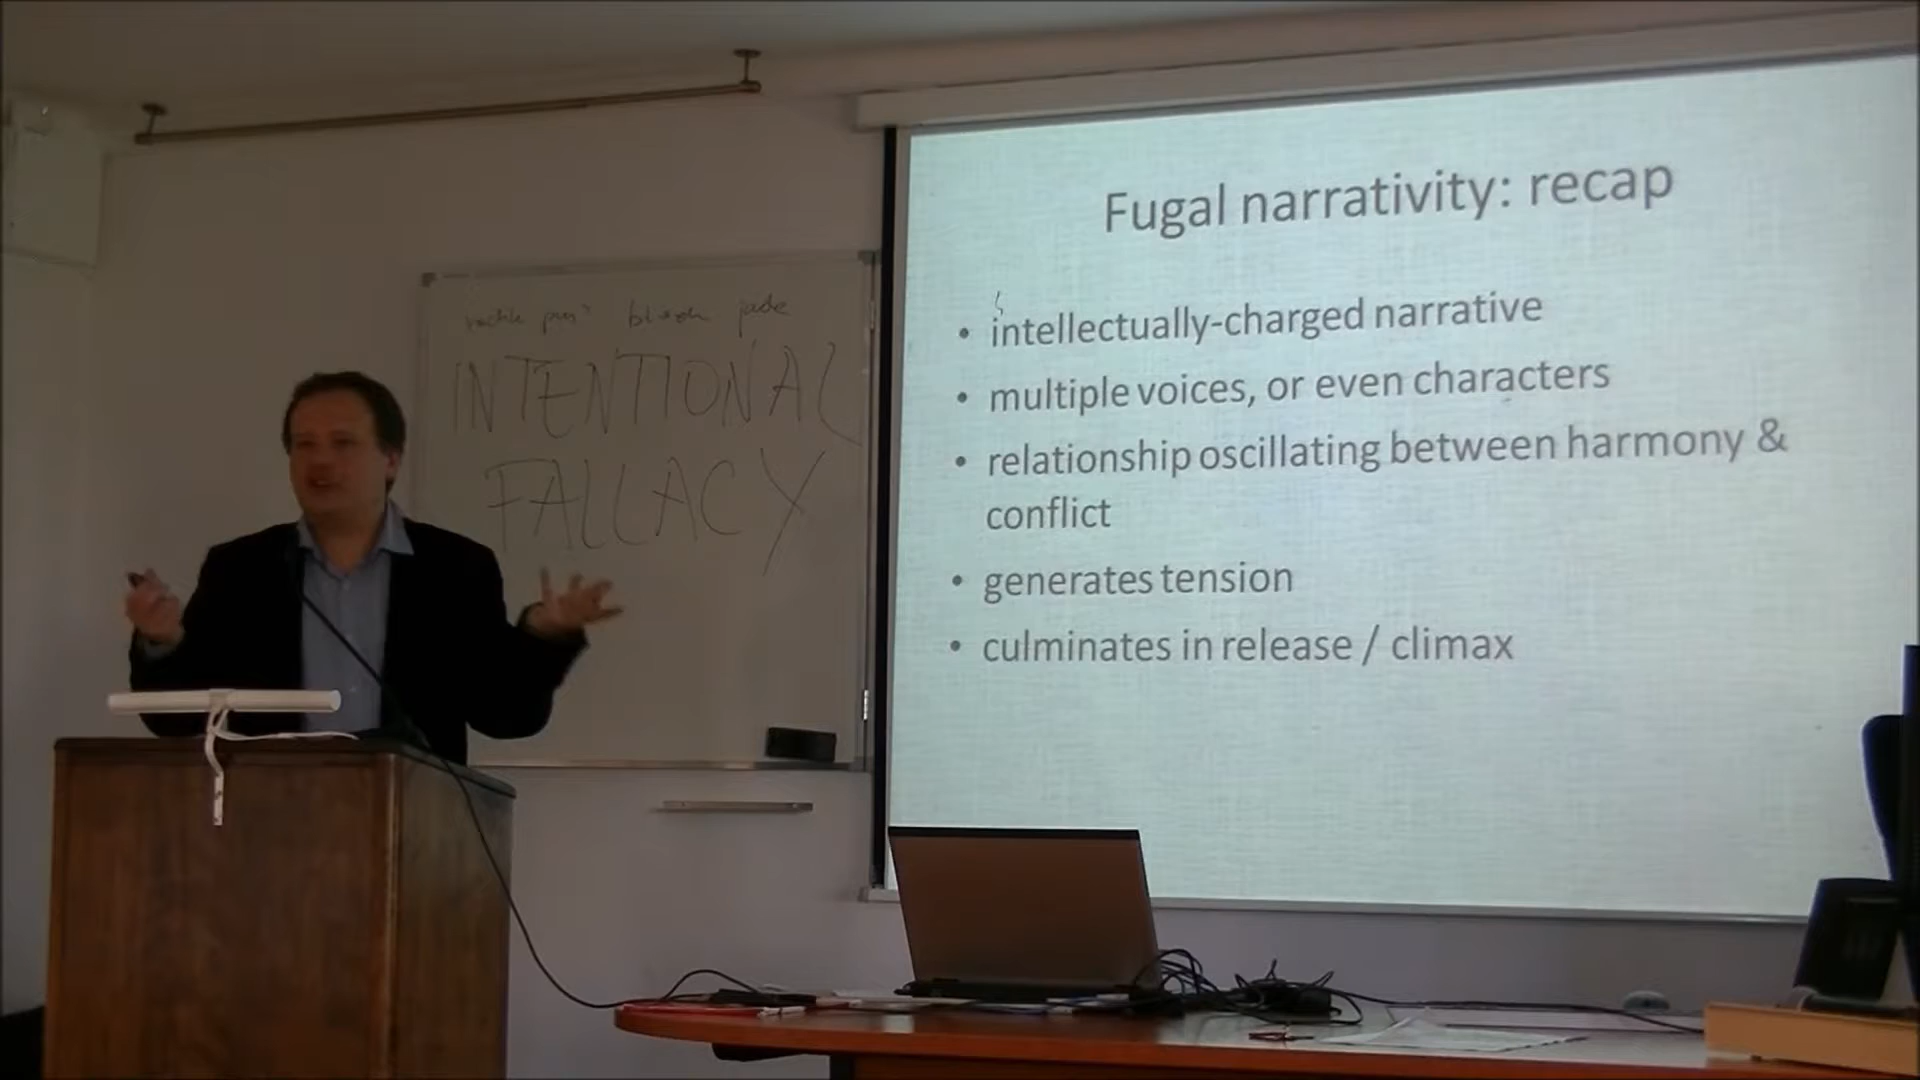 INTENTIONAL
FALLACY
Fugal narrativity: recap
• intellectually-charged narrative
• multiple voices, or even characters
• relationship oscillating between harmony &
conflict
• generates tension
• culminates in release / climax